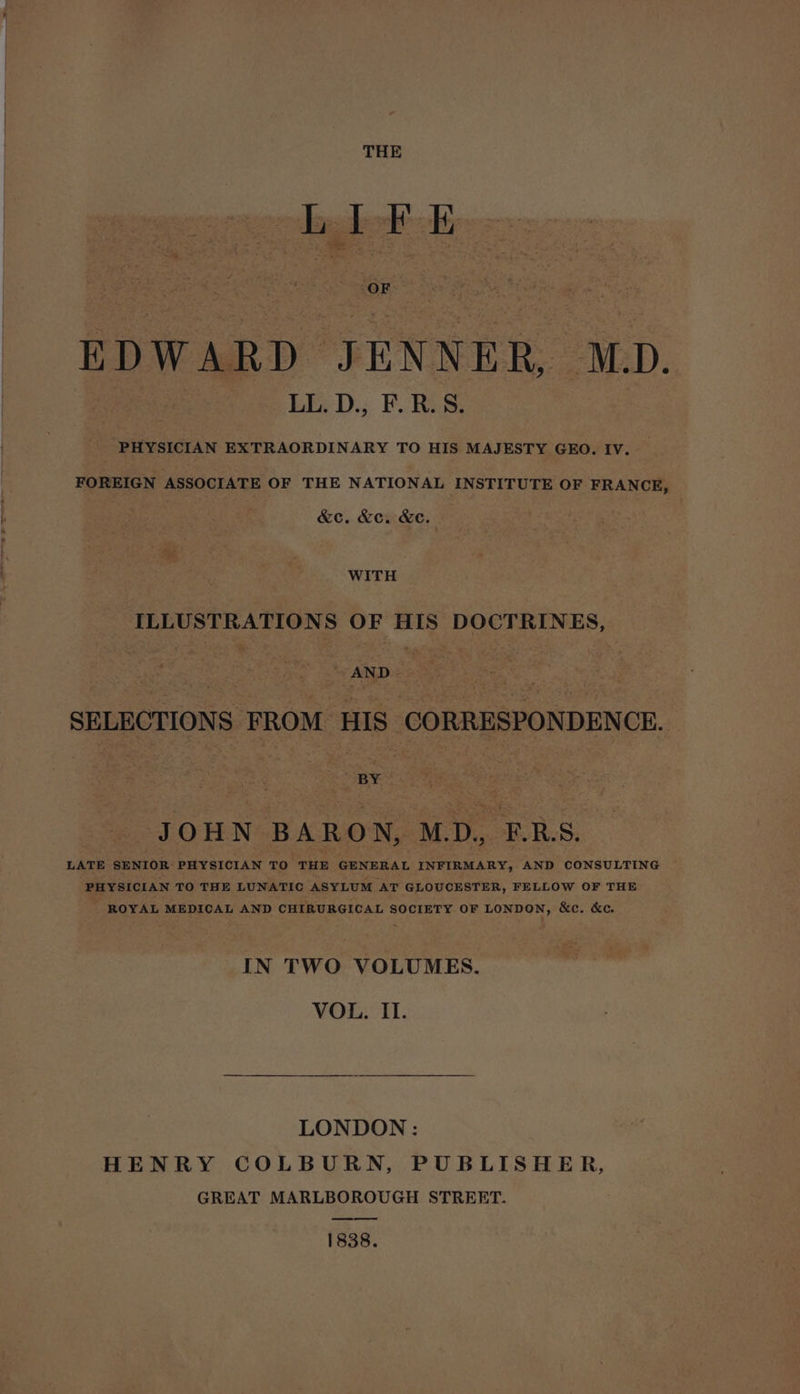 THE
LIFE
OF
EDWARD JENNER, M.D.
LL. D., F. R. S.
PHYSICIAN EXTRAORDINARY TO HIS MAJESTY GEO. IV.
FOREIGN ASSOCIATE OF THE NATIONAL INSTITUTE OF FRANCE,
&c. &c. &c.
WITH
ILLUSTRATIONS OF HIS DOCTRINES,
AND
SELECTIONS FROM HIS CORRESPONDENCE.
BY
JOHN BARON, M.D., F.R.S.
LATE SENIOR PHYSICIAN TO THE GENERAL INFIRMARY, AND CONSULTING
PHYSICIAN TO THE LUNATIC ASYLUM AT GLOUCESTER, FELLOW OF THE
ROYAL MEDICAL AND CHIRURGICAL SOCIETY OF LONDON, &c. &c.
IN TWO VOLUMES.
VOL. II.
LONDON:
HENRY COLBURN, PUBLISHER,
GREAT MARLBOROUGH STREET.
1838.